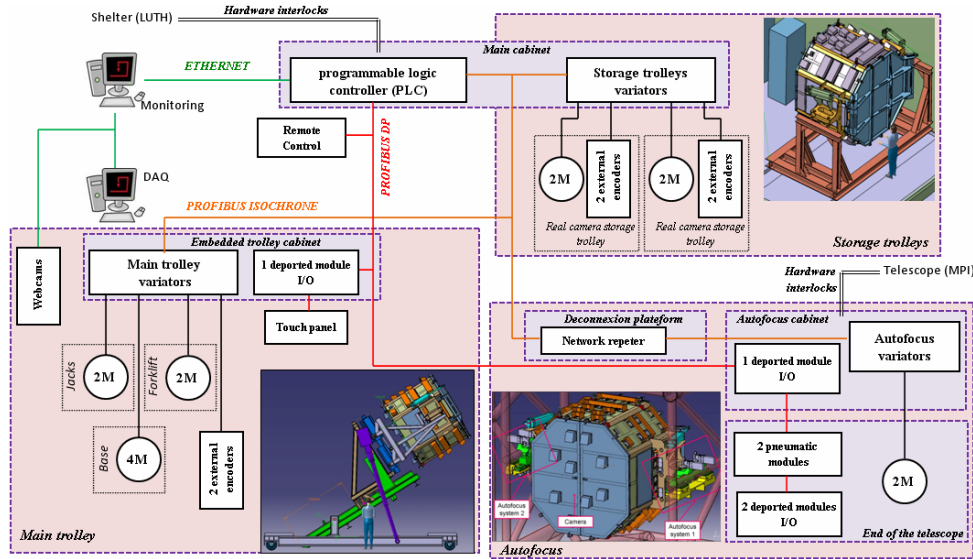 Shelter (LUTH)
Hardware interlocks
Main cabinet
ETHERNET
programmable logic
controller (PLC)
Storage trolleys
variators
Monitoring
Remote
Control
PROFIBUS DP
2M
2 external
encoders
2M
2 external
encoders
DAQ
PROFIBUS ISOCHRONE
Real camera storage
trolley
Real camera storage
trolley
Storage trolleys
Embedded trolley cabinet
Webcams
Main trolley
variators
1 deported module
I/O
Touch panel
Hardware
interlocks
Telescope (MPI)
Deconnexion plateform
Network repeter
Autofocus cabinet
1 deported module
I/O
Autofocus
variators
Jacks
2M
Forklift
2M
Base
4M
2 external
encoders
Main trolley
Autofocus
system 2
Camera
Autofocus
system 1
Autofocus
2 pneumatic
modules
2 deported modules
I/O
2M
End of the telescope